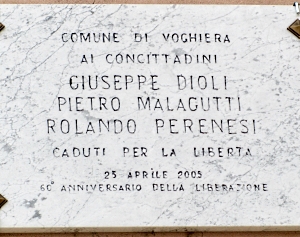 COMUNE DI VOGHIERA
AI CONCITTADINI
GIUSEPPE DIOLI
PIETRO MALAGUTTI
ROLANDO PERENESI
CADUTI PER LA LIBERTA
25 APRILE 2005
60° ANNIVERSARIO DELLA LIBERAZIONE